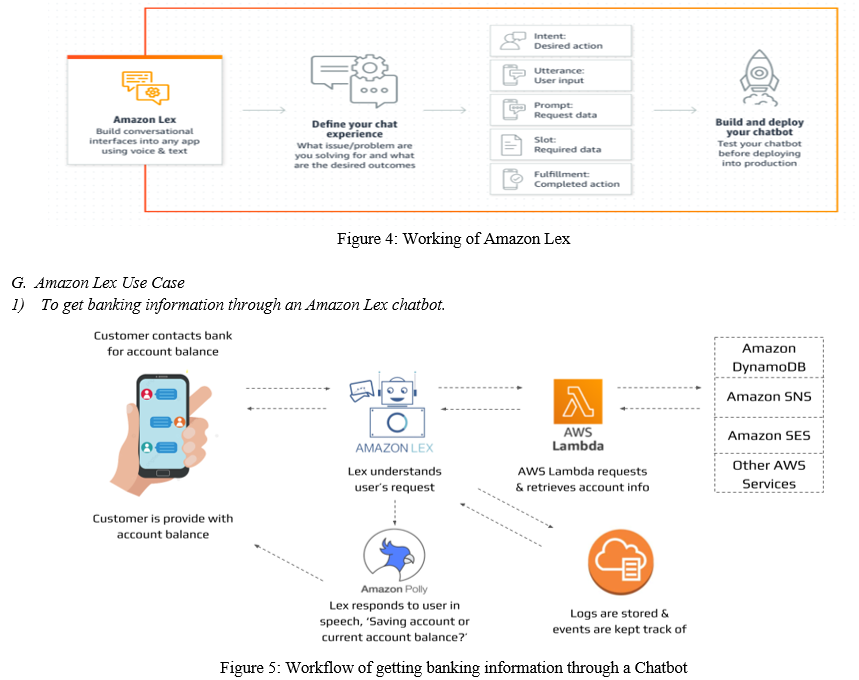 Amazon Lex
Build conversational
interfaces into any app
using voice & text
Define your chat
experience
What issue/problem are
you solving for and what
are the desired outcomes
Intent:
Desired action
Utterance:
User input
Prompt:
Request data
Slot:
Required data
Fulfillment:
Completed action
Build and deploy
your chatbot
Test your chatbot
before deploying
into production
Figure 4: Working of Amazon Lex
G. Amazon Lex Use Case
1) To get banking information through an Amazon Lex chatbot.
Customer contacts bank
for account balance
Customer is provide with
account balance
AMAZON LEX
Lex understands
user's request
AWS
Lambda
AWS Lambda requests
& retrieves account info
Amazon
DynamoDB
Amazon SNS
Amazon SES
Other AWS
Services
Amazon Polly
Lex responds to user in
speech, 'Saving account or
current account balance?'
Logs are stored &
events are kept track of
Figure 5: Workflow of getting banking information through a Chatbot